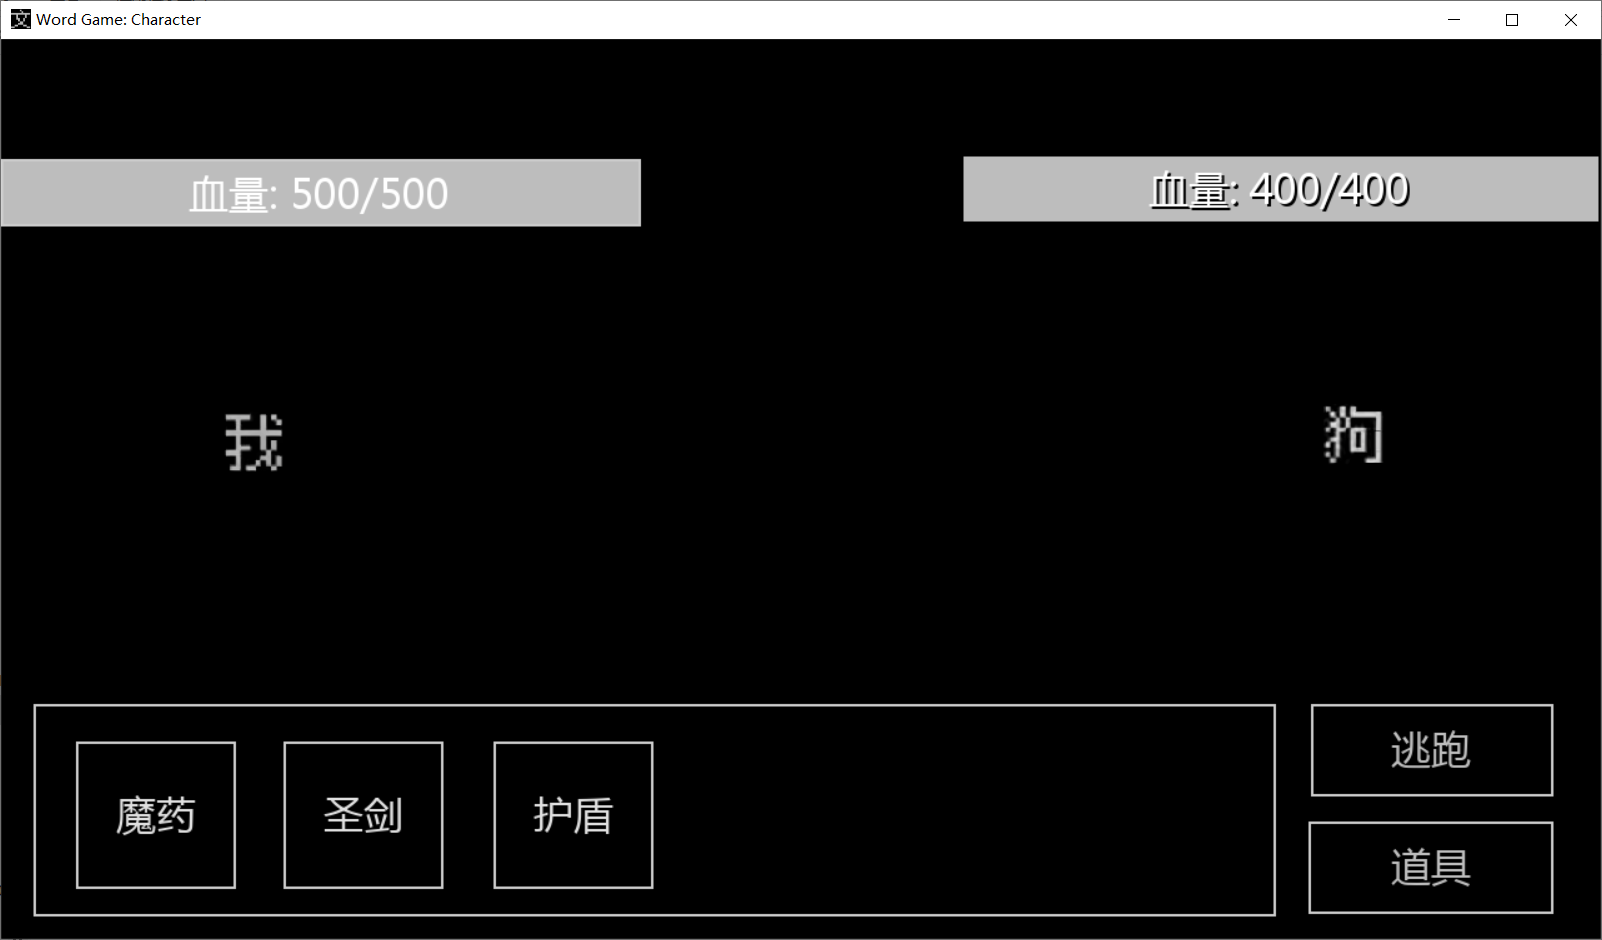 文 Word Game: Character
血量: 500/500
血量: 400/400
我
狗
魔药
圣剑
护盾
逃跑
道具